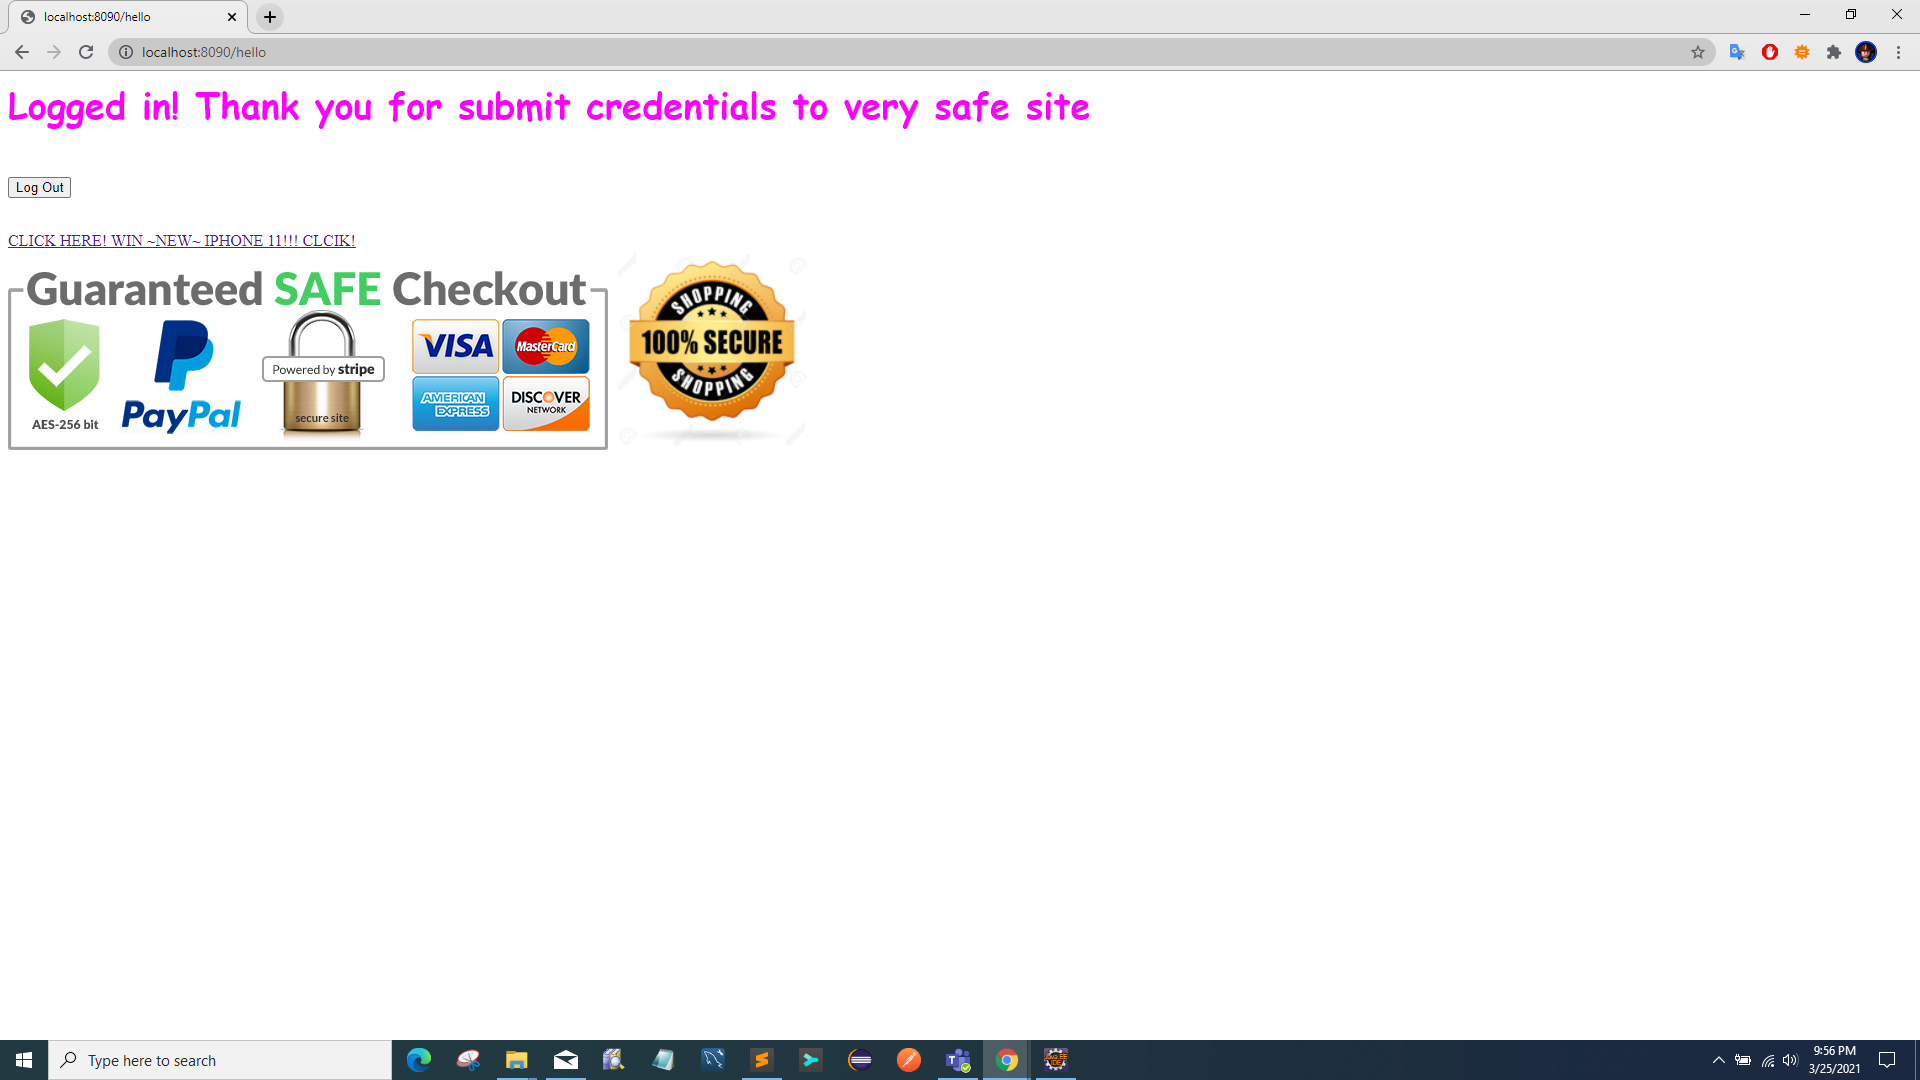 localhost:8090/hello
localhost:8090/hello
Logged in! Thank you for submit credentials to very safe site
Log Out
CLICK HERE! WIN ~NEW~ IPHONE 11!!! CLCIK!
Guaranteed SAFE Checkout
AES-256 bit
PayPal
Powered by stripe
secure site
VISA
MasterCard
AMERICAN EXPRESS
DISCOVER
NETWORK
SHOPPING
100% SECURE
SHOPPING
Type here to search
9:56 PM
3/25/2021